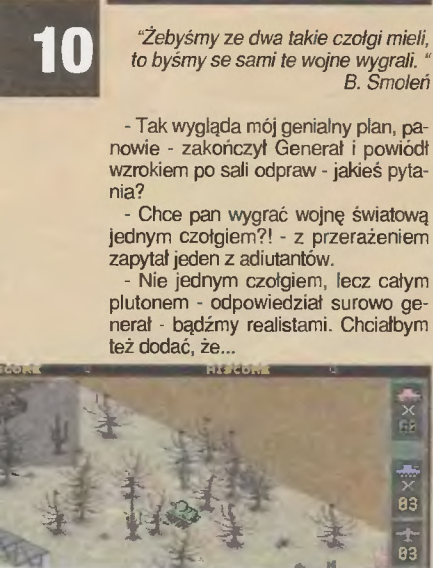 10
"Żebyśmy ze dwa takie czołgi mieli,
to byśmy se sami te wojne wygrali. "
B. Smoleń
- Tak wygląda mój genialny plan, pa-
nowie - zakończył Generał i powiódł
wzrokiem po sali odpraw - jakieś pyta-
nia?
- Chce pan wygrać wojnę światową
jednym czołgiem?! - z przerażeniem
zapytał jeden z adiutantów.
- Nie jednym czołgiem, lecz całym
plutonem - odpowiedział surowo ge-
nerał - bądźmy realistami. Chciałbym
też dodać, że...
HISCORE
×
×
03
03